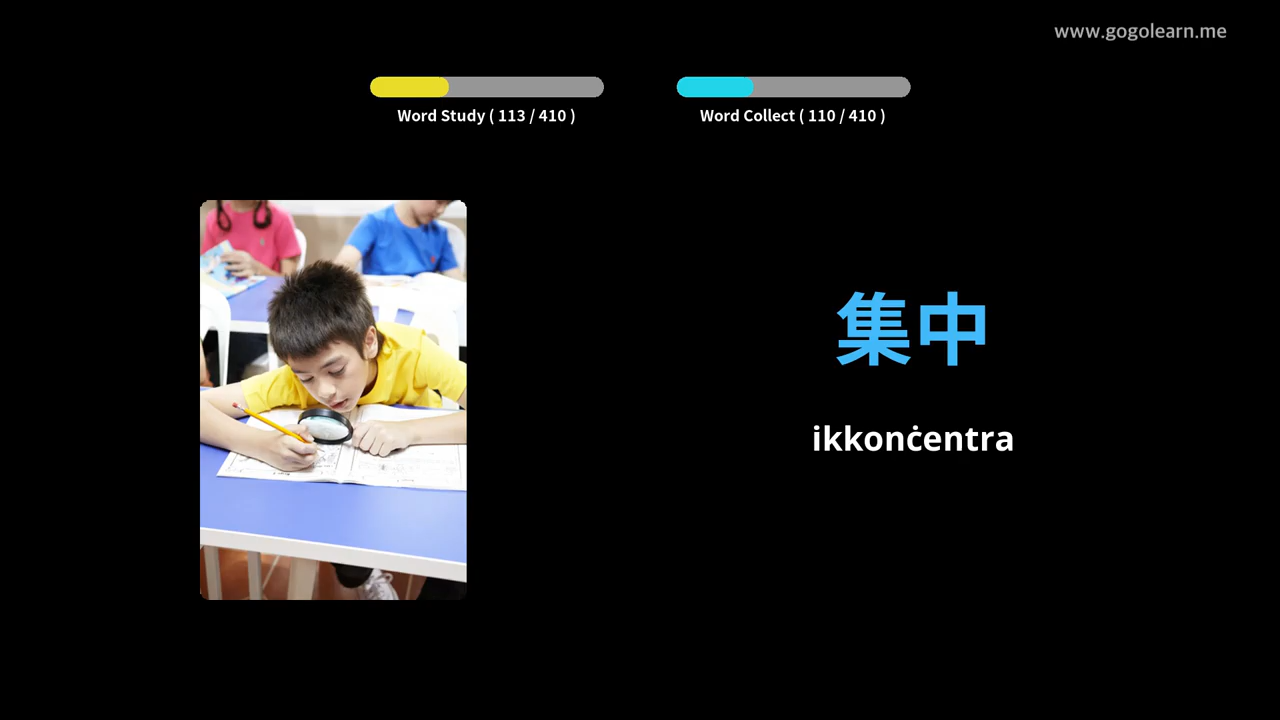 www.gogolearn.me
Word Study ( 113 / 410 )
Word Collect ( 110 / 410 )
集中
ikkonċentra